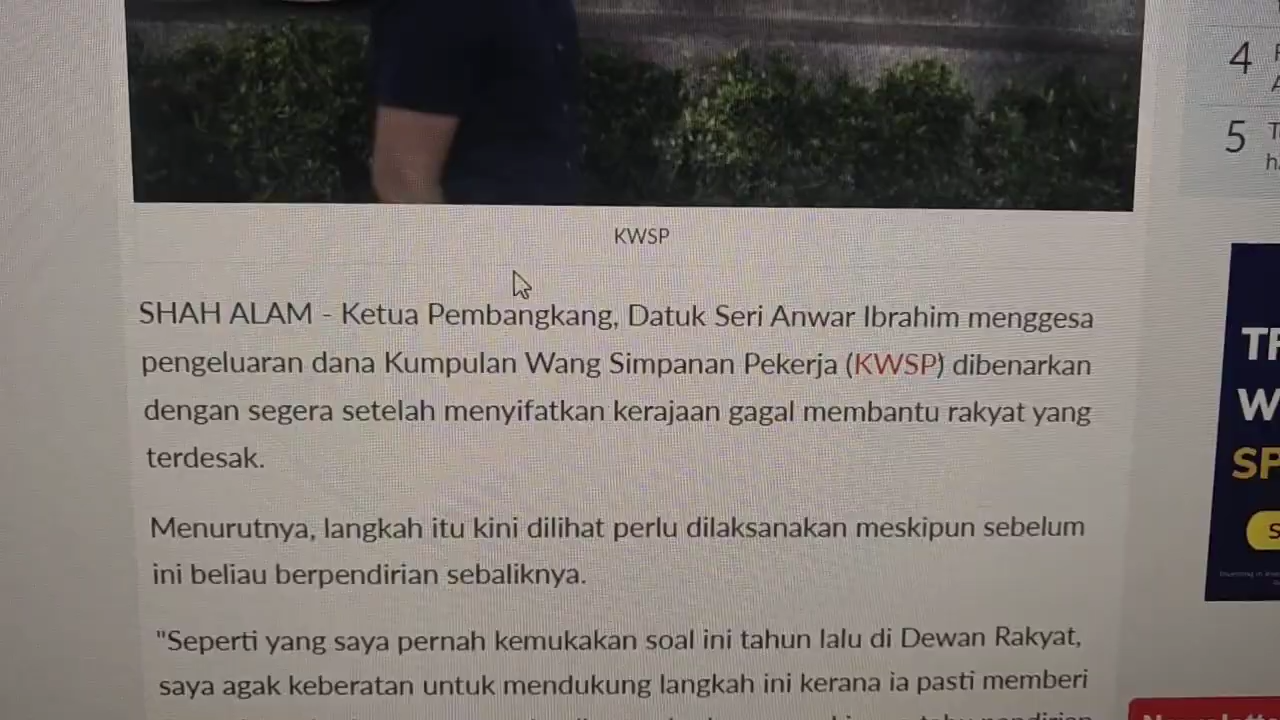 KWSP
SHAH ALAM - Ketua Pembangkang, Datuk Seri Anwar Ibrahim menggesa
pengeluaran dana Kumpulan Wang Simpanan Pekerja (KWSP) dibenarkan
dengan segera setelah menyifatkan kerajaan gagal membantu rakyat yang
terdesak.
Menurutnya, langkah itu kini dilihat perlu dilaksanakan meskipun sebelum
ini beliau berpendirian sebaliknya.
"Seperti yang saya pernah kemukakan soal ini tahun lalu di Dewan Rakyat,
saya agak keberatan untuk mendukung langkah ini kerana ia pasti memberi
4
5